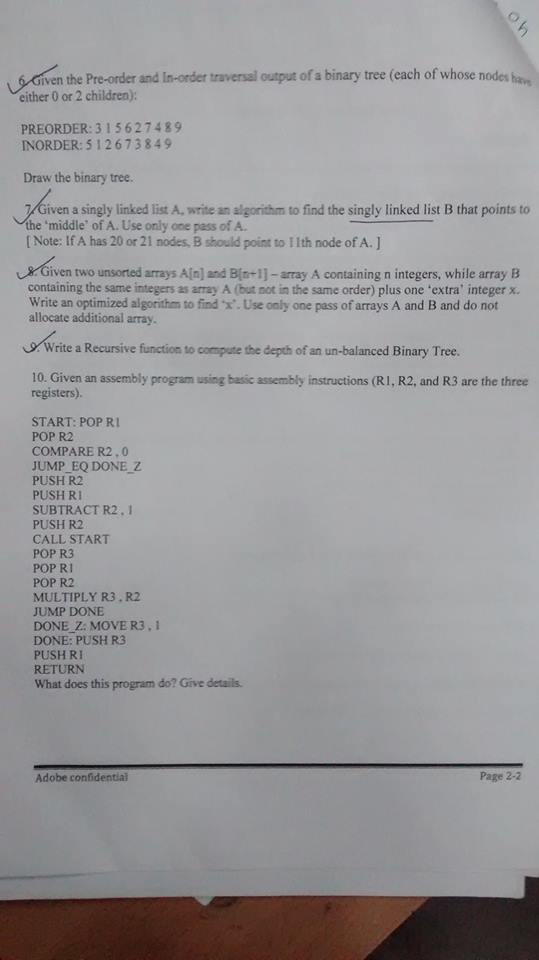 40
6. Given the Pre-order and In-order traversal output of a binary tree (each of whose nodes have
either 0 or 2 children):
PREORDER: 3 1 5 6 2 7 4 8 9
INORDER: 5 1 2 6 7 3 8 4 9
Draw the binary tree.
7. Given a singly linked list A, write an algorithm to find the singly linked list B that points to
the 'middle' of A. Use only one pass of A.
[ Note: If A has 20 or 21 nodes, B should point to 11th node of A. ]
8. Given two unsorted arrays A[n] and B[n+1] – array A containing n integers, while array B
containing the same integers as array A (but not in the same order) plus one 'extra' integer x.
Write an optimized algorithm to find 'x'. Use only one pass of arrays A and B and do not
allocate additional array.
9. Write a Recursive function to compute the depth of an un-balanced Binary Tree.
10. Given an assembly program using basic assembly instructions (R1, R2, and R3 are the three
registers).
START: POP R1
POP R2
COMPARE R2 , 0
JUMP_EQ DONE_Z
PUSH R2
PUSH R1
SUBTRACT R2 , 1
PUSH R2
CALL START
POP R3
POP R1
POP R2
MULTIPLY R3 , R2
JUMP DONE
DONE_Z: MOVE R3 , 1
DONE: PUSH R3
PUSH R1
RETURN
What does this program do? Give details.
Adobe confidential Page 2-2